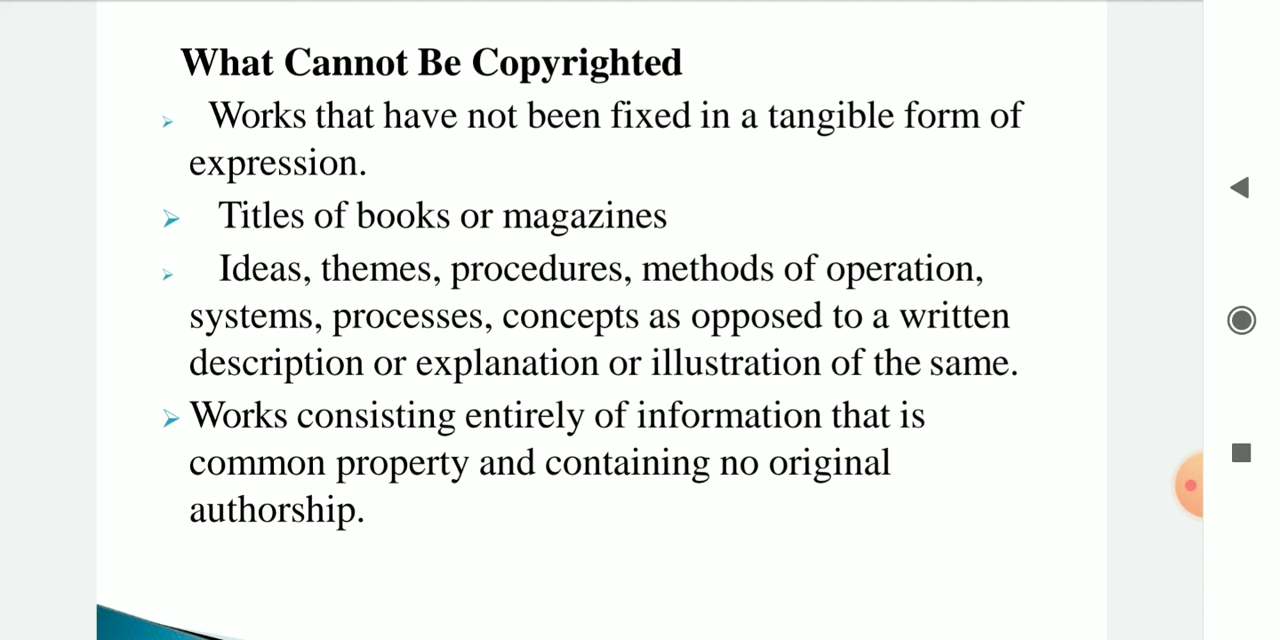 What Cannot Be Copyrighted
➢ Works that have not been fixed in a tangible form of
expression.
➢ Titles of books or magazines
➢ Ideas, themes, procedures, methods of operation,
systems, processes, concepts as opposed to a written
description or explanation or illustration of the same.
➢ Works consisting entirely of information that is
common property and containing no original
authorship.